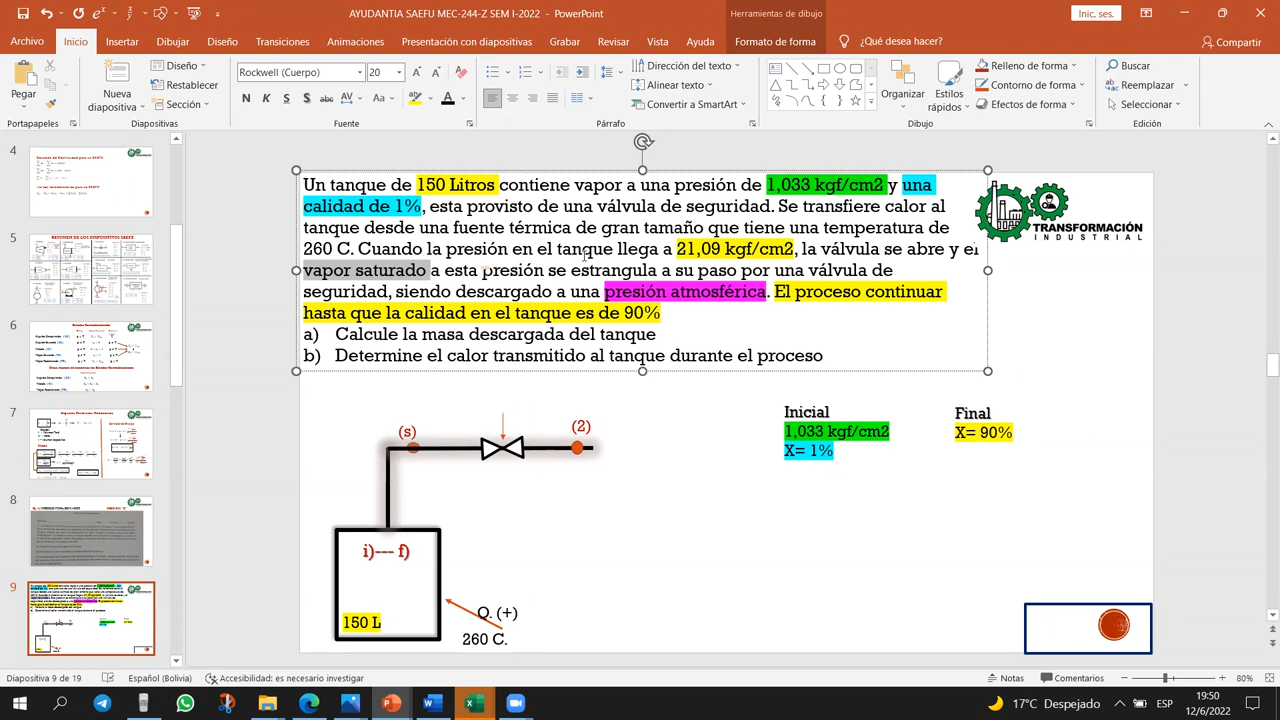 AYUDANTIA SAEFU MEC-244-Z SEM I-2022 - PowerPoint
Herramientas de dibujo
Inic. ses.
Archivo Inicio Insertar Dibujar Diseño Transiciones Animaciones Presentación con diapositivas Grabar Revisar Vista Ayuda Formato de forma ¿Qué desea hacer? Compartir
Pegar
Nueva diapositiva
Diseño
Restablecer
Sección
Rockwell (Cuerpo) 20
N K S S abc AV Aa
Dirección del texto
Alinear texto
Convertir a SmartArt
Organizar
Estilos rápidos
Relleno de forma
Contorno de forma
Efectos de forma
Buscar
Reemplazar
Seleccionar
Portapapeles Diapositivas Fuente Párrafo Dibujo Edición
4
6
7
8
9
Un tanque de 150 Litros contiene vapor a una presión de 1,033 kgf/cm2 y una
calidad de 1%, esta provisto de una válvula de seguridad. Se transfiere calor al
tanque desde una fuente térmica de gran tamaño que tiene una temperatura de
260 C. Cuando la presión en el tanque llega a 21,09 kgf/cm2, la válvula se abre y el
vapor saturado a esta presión se estrangula a su paso por una válvula de
seguridad, siendo descargado a una presión atmosférica. El proceso continuar
hasta que la calidad en el tanque es de 90%
a) Calcule la masa descargada del tanque
b) Determine el calor transmitido al tanque durante el proceso
TRANSFORMACIÓN
INDUSTRIAL
Inicial
1,033 kgf/cm2
X= 1%
Final
X= 90%
(s)
(2)
i)--- f)
150 L
Q. (+)
260 C.
Diapositiva 9 de 19 Español (Bolivia) Accesibilidad: es necesario investigar Notas Comentarios 80%
17°C Despejado ESP 19:50
12/6/2022